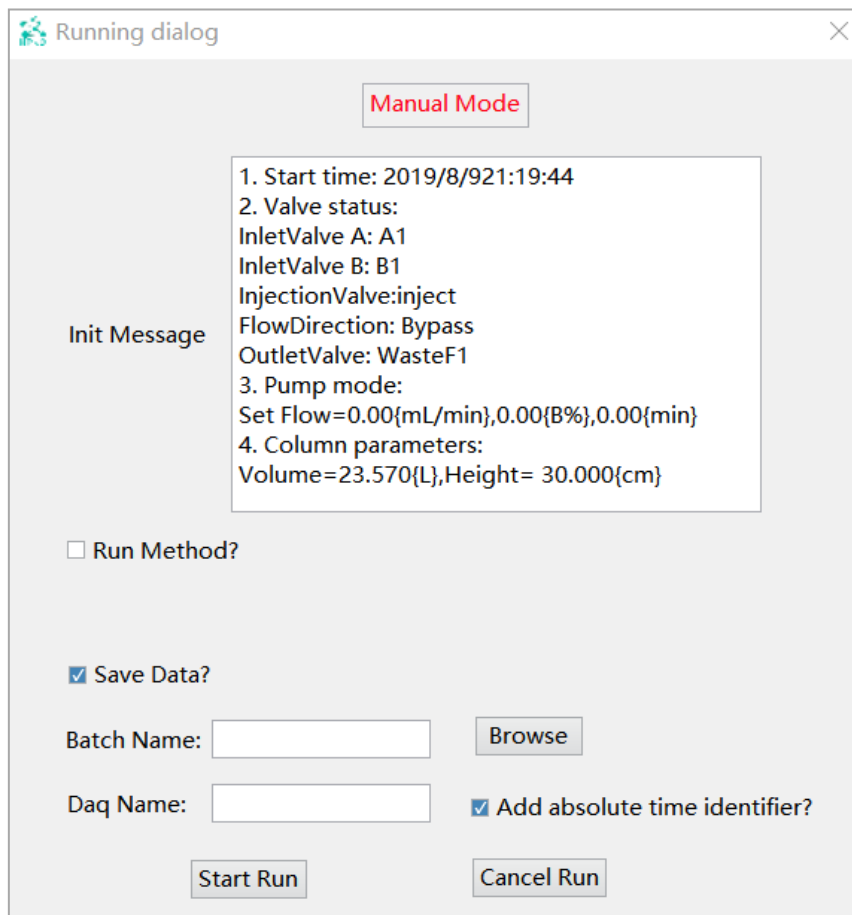 Running dialog
Manual Mode
1. Start time: 2019/8/921:19:44
2. Valve status:
InletValve A: A1
InletValve B: B1
InjectionValve:inject
FlowDirection: Bypass
OutletValve: WasteF1
3. Pump mode:
Set Flow=0.00{mL/min},0.00{B%},0.00{min}
4. Column parameters:
Volume=23.570{L},Height= 30.000{cm}
Init Message
Run Method?
Save Data?
Batch Name:
Browse
Daq Name:
Add absolute time identifier?
Start Run
Cancel Run